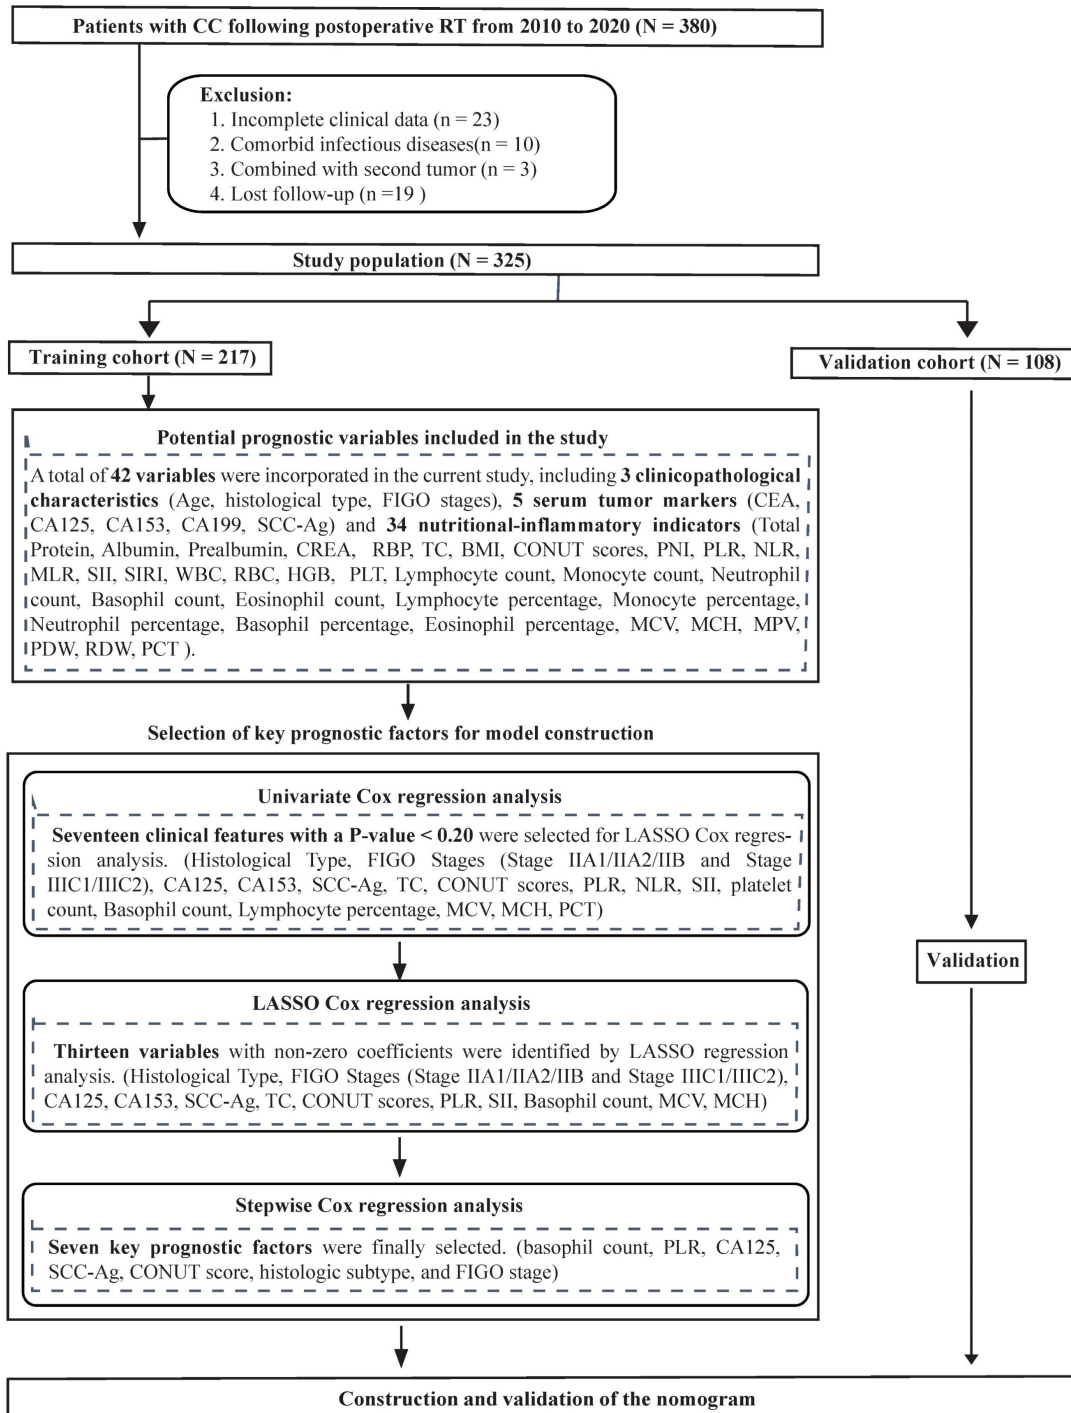 Patients with CC following postoperative RT from 2010 to 2020 (N = 380)
Exclusion:
1. Incomplete clinical data (n = 23)
2. Comorbid infectious diseases(n = 10)
3. Combined with second tumor (n = 3)
4. Lost follow-up (n =19 )
Study population (N = 325)
Training cohort (N = 217)
Validation cohort (N = 108)
Potential prognostic variables included in the study
A total of 42 variables were incorporated in the current study, including 3 clinicopathological
characteristics (Age, histological type, FIGO stages), 5 serum tumor markers (CEA,
CA125, CA153, CA199, SCC-Ag) and 34 nutritional-inflammatory indicators (Total
Protein, Albumin, Prealbumin, CREA, RBP, TC, BMI, CONUT scores, PNI, PLR, NLR,
MLR, SII, SIRI, WBC, RBC, HGB, PLT, Lymphocyte count, Monocyte count, Neutrophil
count, Basophil count, Eosinophil count, Lymphocyte percentage, Monocyte percentage,
Neutrophil percentage, Basophil percentage, Eosinophil percentage, MCV, MCH, MPV,
PDW, RDW, PCT ).
Selection of key prognostic factors for model construction
Univariate Cox regression analysis
Seventeen clinical features with a P-value < 0.20 were selected for LASSO Cox regres-
sion analysis. (Histological Type, FIGO Stages (Stage IIA1/IIA2/IIB and Stage
IIIC1/IIIC2), CA125, CA153, SCC-Ag, TC, CONUT scores, PLR, NLR, SII, platelet
count, Basophil count, Lymphocyte percentage, MCV, MCH, PCT)
Validation
LASSO Cox regression analysis
Thirteen variables with non-zero coefficients were identified by LASSO regression
analysis. (Histological Type, FIGO Stages (Stage IIA1/IIA2/IIB and Stage IIIC1/IIIC2),
CA125, CA153, SCC-Ag, TC, CONUT scores, PLR, SII, Basophil count, MCV, MCH)
Stepwise Cox regression analysis
Seven key prognostic factors were finally selected. (basophil count, PLR, CA125,
SCC-Ag, CONUT score, histologic subtype, and FIGO stage)
Construction and validation of the nomogram